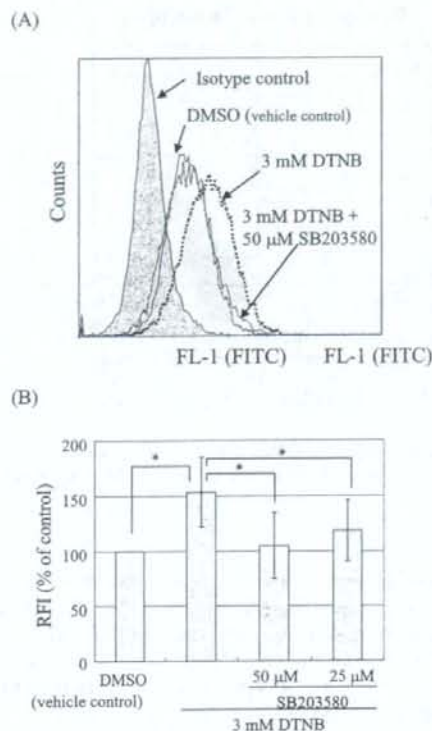 (A)
Isotype control
DMSO (vehicle control)
3 mM DTNB
3 mM DTNB +
50 μM SB203580
Counts
FL-1 (FITC) FL-1 (FITC)
(B)
200
150
100
50
0
RFI (% of control)
*
*
*
DMSO
(vehicle control)
50 μM 25 μM
SB203580
3 mM DTNB